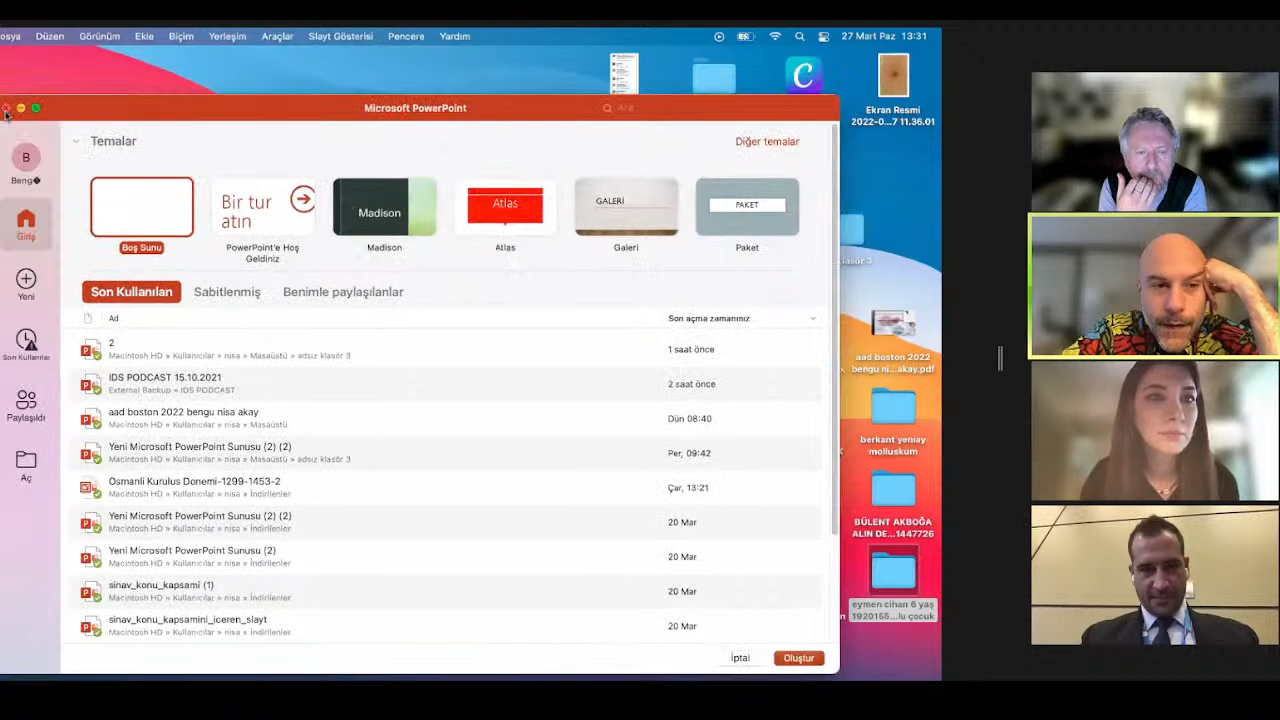 osya Düzen Görünüm Ekle Biçim Yerleşim Araçlar Slayt Gösterisi Pencere Yardım 27 Mart Paz 13:31
Microsoft PowerPoint
Ara
Ekran Resmi
2022-0...7 11.36.01
B
Beng�
Giriş
Yeni
Son Kullanılar
Paylaşıldı
Aç
Temalar
Diğer temalar
Bir tur
atın
Madison
Atlas
GALERİ
PAKET
Boş Sunu
PowerPoint'e Hoş
Geldiniz
Madison
Atlas
Galeri
Paket
Son Kullanılan Sabitlenmiş Benimle paylaşılanlar
Ad Son açma zamanınız
2
Macintosh HD » Kullanıcılar » nisa » Masaüstü » adsız klasör 3
1 saat önce
IDS PODCAST 15.10.2021
External Backup » IDS PODCAST
2 saat önce
aad boston 2022 bengu nisa akay
Macintosh HD » Kullanıcılar » nisa » Masaüstü
Dün 08:40
Yeni Microsoft PowerPoint Sunusu (2) (2)
Macintosh HD » Kullanıcılar » nisa » Masaüstü » adsız klasör 3
Per, 09:42
Osmanli Kurulus Donemi-1299-1453-2
Macintosh HD » Kullanıcılar » nisa » İndirilenler
Çar, 13:21
Yeni Microsoft PowerPoint Sunusu (2) (2)
Macintosh HD » Kullanıcılar » nisa » İndirilenler
20 Mar
Yeni Microsoft PowerPoint Sunusu (2)
Macintosh HD » Kullanıcılar » nisa » İndirilenler
20 Mar
sinav_konu_kapsami (1)
Macintosh HD » Kullanıcılar » nisa » İndirilenler
20 Mar
sinav_konu_kapsamini_iceren_slayt
Macintosh HD » Kullanıcılar » nisa » İndirilenler
20 Mar
İptal
Oluştur
klasör 3
aad boston 2022
bengu ni...akay.pdf
berkant yeniay
molluskum
BÜLENT AKBOĞA
ALIN DE...1447726
eymen cihan 6 yaş
1920155...lu çocuk